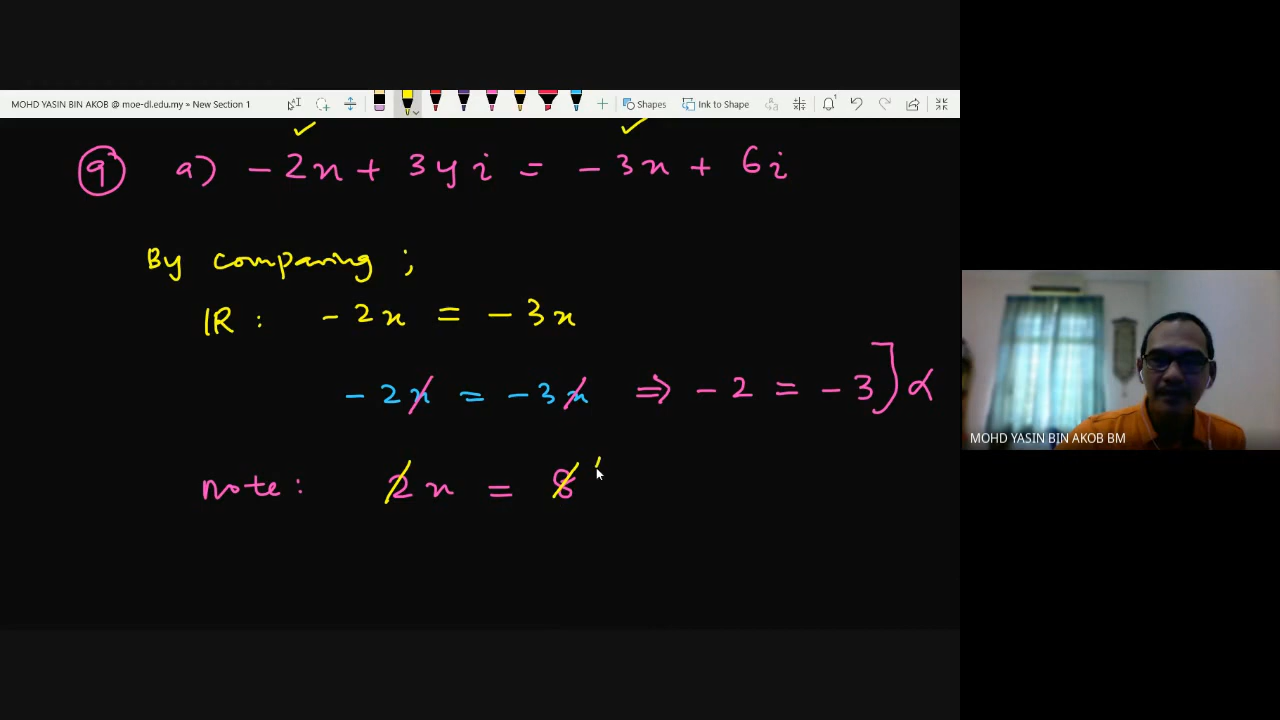 MOHD YASIN BIN AKOB @ moe-dl.edu.my » New Section 1
Shapes
Ink to Shape
9 a) -2x + 3yi = -3x + 6i
By comparing ;
IR : -2x = -3x
-2x = -3x ⇒ -2 = -3
note: 2x = 8
MOHD YASIN BIN AKOB BM